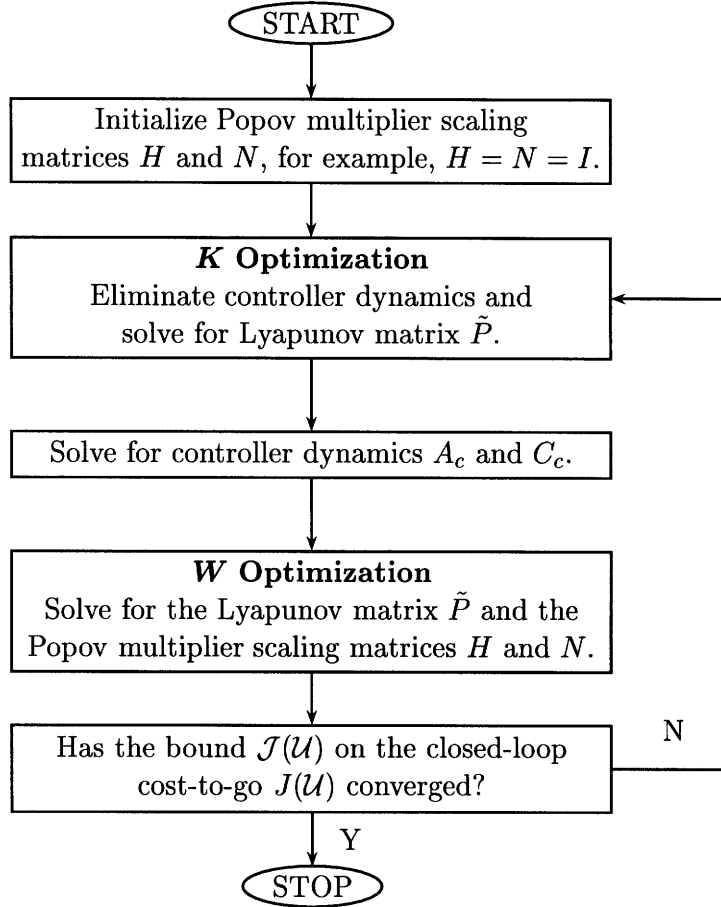 START
Initialize Popov multiplier scaling
matrices H and N, for example, H = N = I.
K Optimization
Eliminate controller dynamics and
solve for Lyapunov matrix P̃.
Solve for controller dynamics A_c and C_c.
W Optimization
Solve for the Lyapunov matrix P̃ and the
Popov multiplier scaling matrices H and N.
Has the bound 𝒥(𝒰) on the closed-loop
cost-to-go J(𝒰) converged?
N
Y
STOP